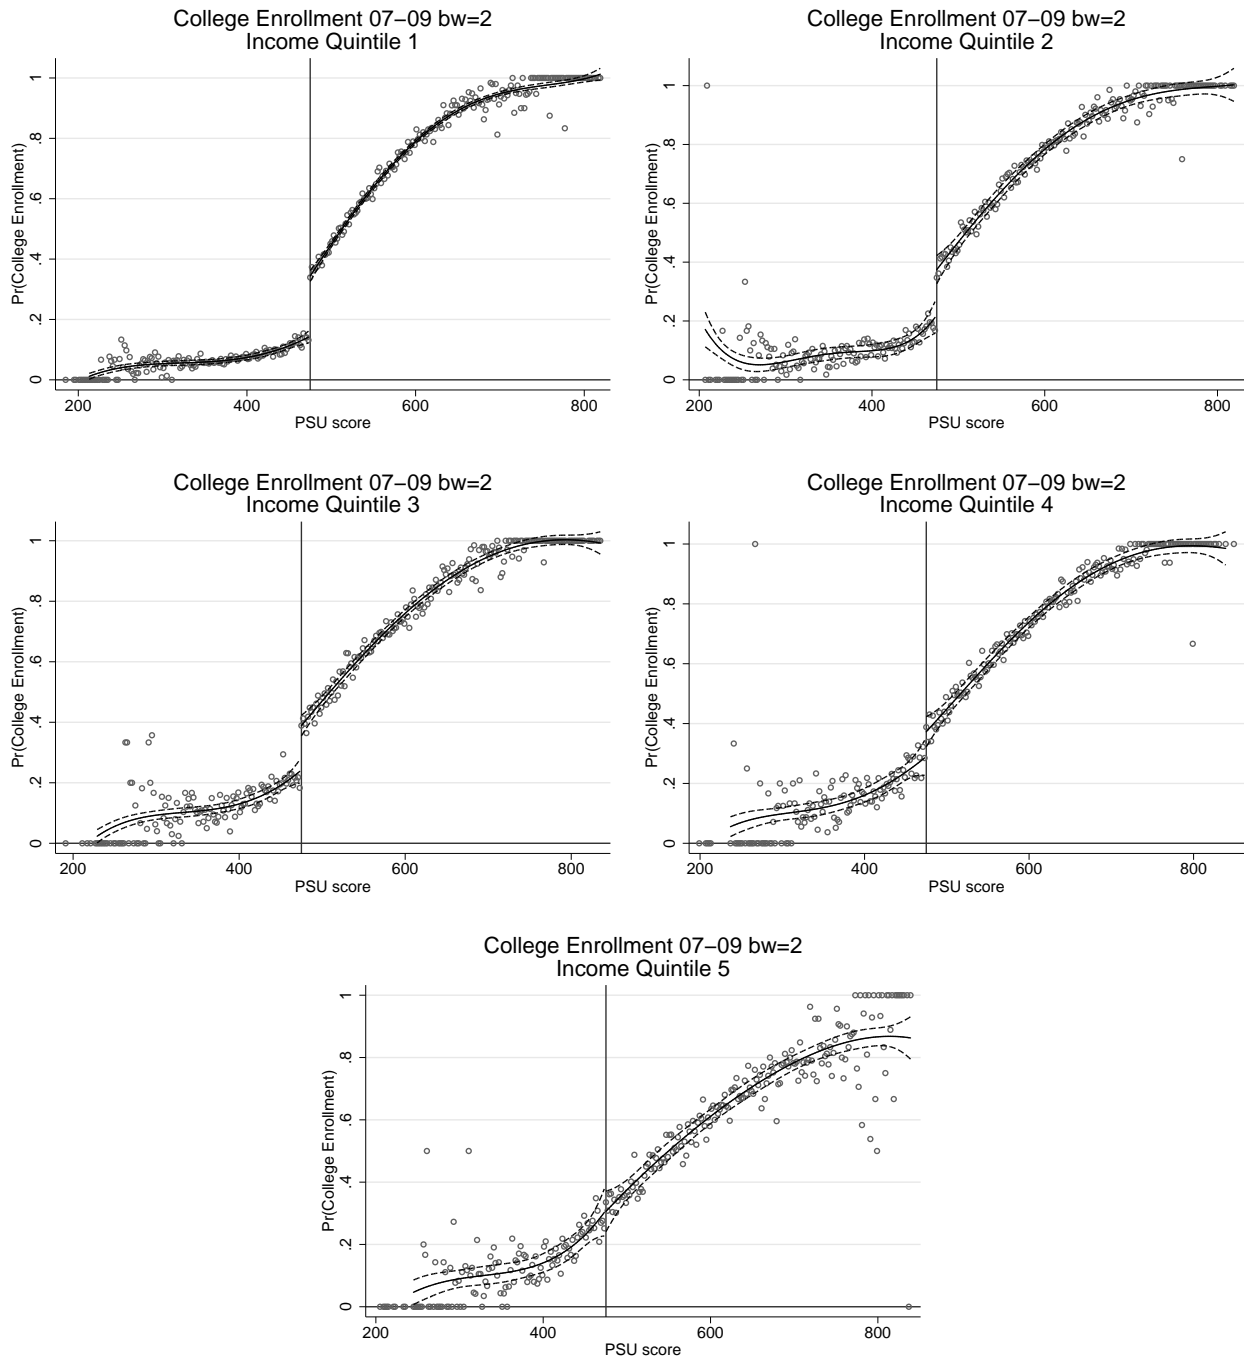 College Enrollment 07−09 bw=2
Income Quintile 1
Pr(College Enrollment)
1
.8
.6
.4
.2
0
200 400 600 800
PSU score
College Enrollment 07−09 bw=2
Income Quintile 2
Pr(College Enrollment)
1
.8
.6
.4
.2
0
200 400 600 800
PSU score
College Enrollment 07−09 bw=2
Income Quintile 3
Pr(College Enrollment)
1
.8
.6
.4
.2
0
200 400 600 800
PSU score
College Enrollment 07−09 bw=2
Income Quintile 4
Pr(College Enrollment)
1
.8
.6
.4
.2
0
200 400 600 800
PSU score
College Enrollment 07−09 bw=2
Income Quintile 5
Pr(College Enrollment)
1
.8
.6
.4
.2
0
200 400 600 800
PSU score